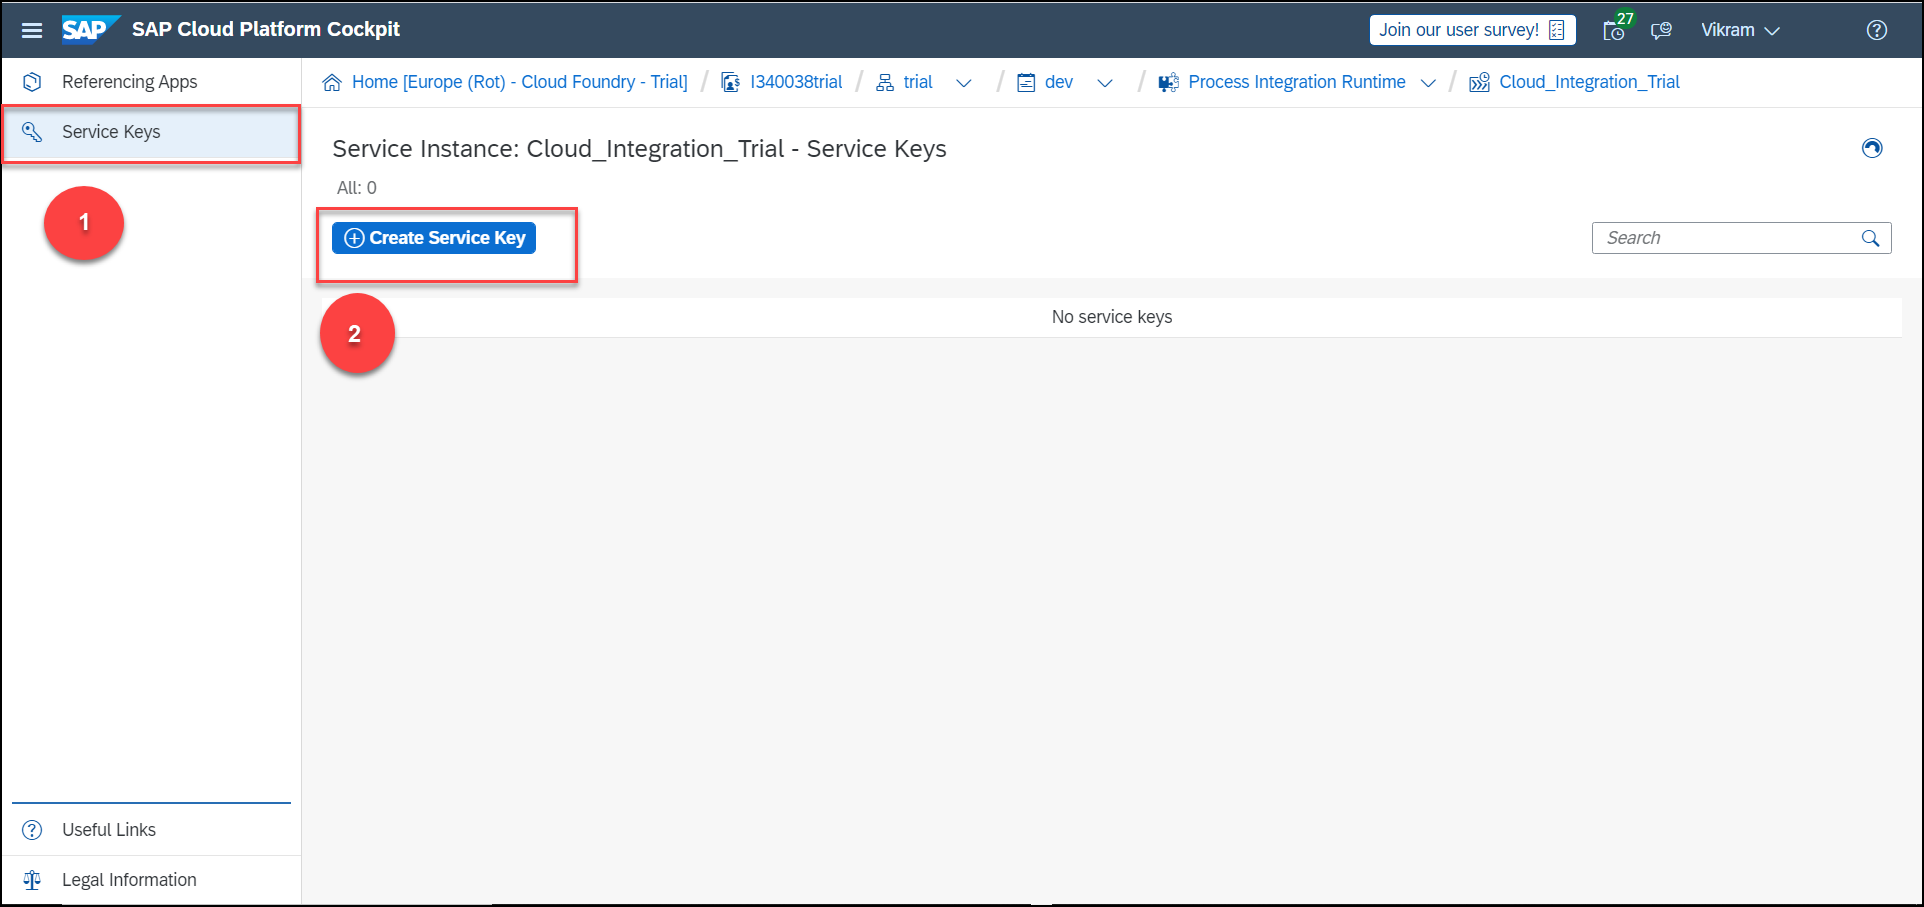 SAP SAP Cloud Platform Cockpit Join our user survey! 27 Vikram
Referencing Apps
Service Keys
1
Home [Europe (Rot) - Cloud Foundry - Trial] / I340038trial / trial / dev / Process Integration Runtime / Cloud_Integration_Trial
Service Instance: Cloud_Integration_Trial - Service Keys
All: 0
Create Service Key
Search
2
No service keys
Useful Links
Legal Information